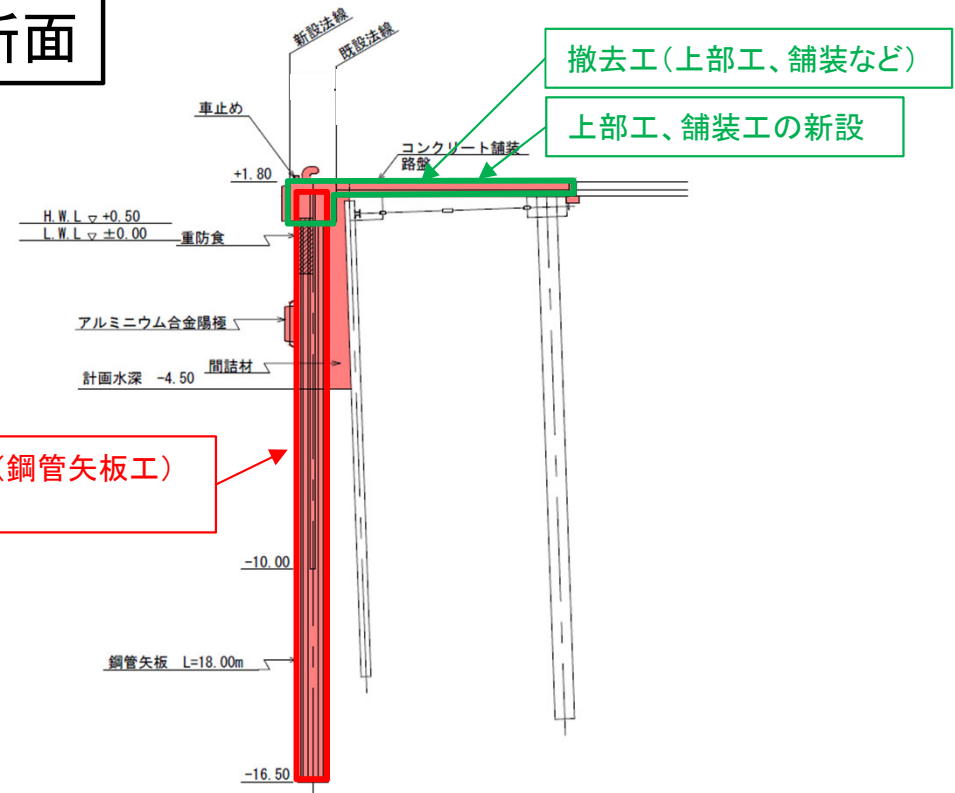 断面
新設法線
既設法線
撤去工(上部工、舗装など)
車止め
上部工、舗装工の新設
コンクリート舗装
路盤
+1.80
H.W.L ▽ +0.50
L.W.L ▽ ±0.00
重防食
アルミニウム合金陽極
間詰材
計画水深 -4.50
(鋼管矢板工)
-10.00
鋼管矢板 L=18.00m
-16.50